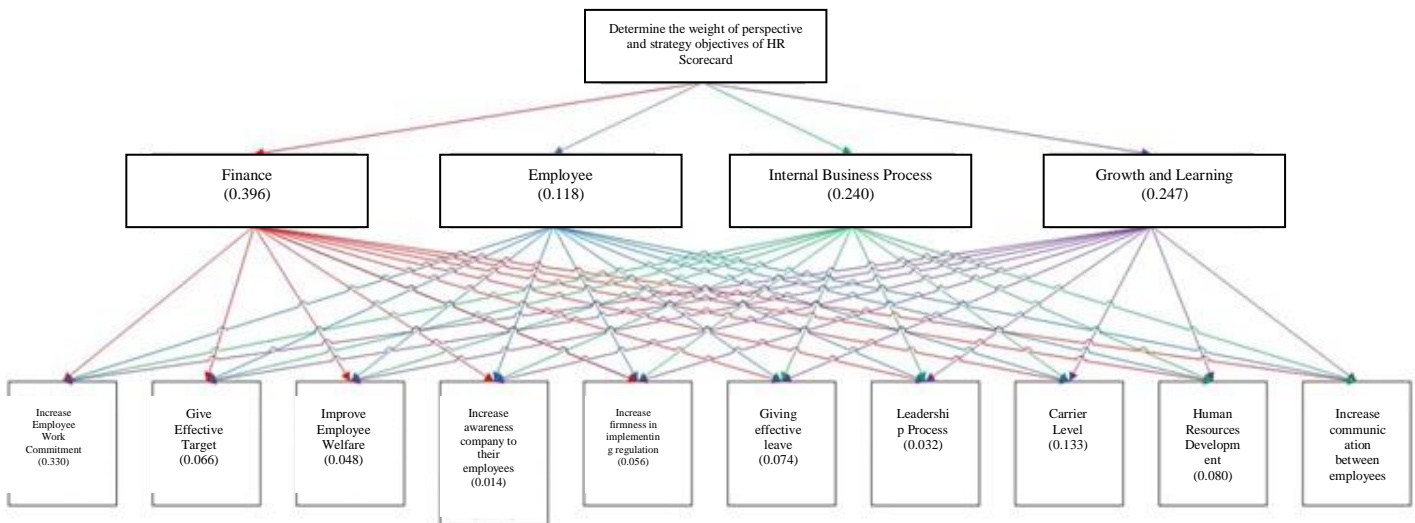 Determine the weight of perspective
and strategy objectives of HR
Scorecard
Finance
(0.396)
Employee
(0.118)
Internal Business Process
(0.240)
Growth and Learning
(0.247)
Increase
Employee
Work
Commitment
(0.330)
Give
Effective
Target
(0.066)
Improve
Employee
Welfare
(0.048)
Increase
awareness
company to
their
employees
(0.014)
Increase
firmness in
implementin
g regulation
(0.056)
Giving
effective
leave
(0.074)
Leadershi
p Process
(0.032)
Carrier
Level
(0.133)
Human
Resources
Developm
ent
(0.080)
Increase
communic
ation
between
employees